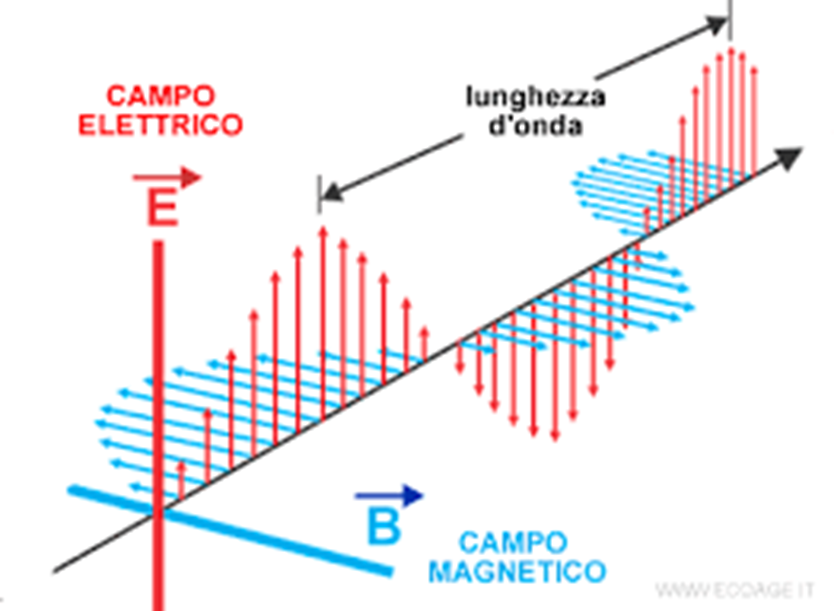 CAMPO
ELETTRICO
E
lunghezza
d'onda
B
CAMPO
MAGNETICO
WWW.ECOAGE.IT